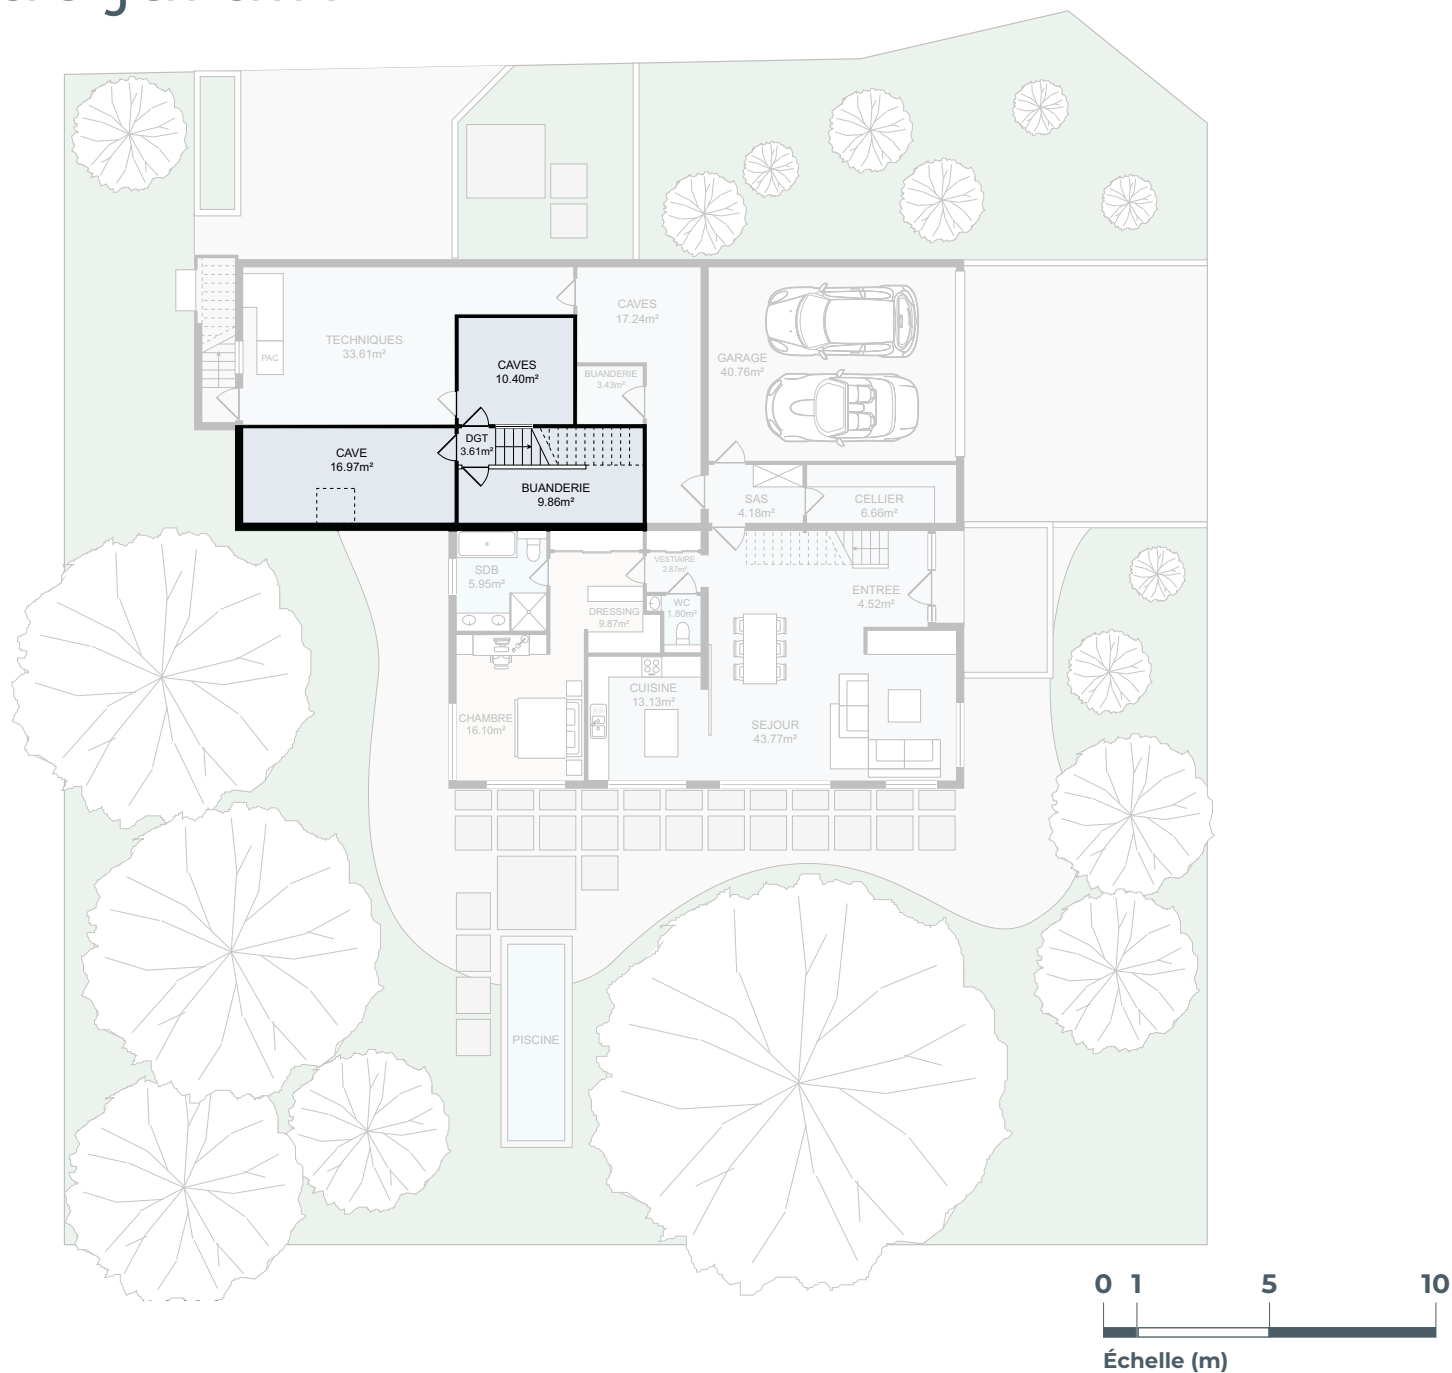 TECHNIQUES
33.61m²
PAC
CAVES
17.24m²
CAVES
10.40m²
BUANDERIE
3.43m²
GARAGE
40.76m²
CAVE
16.97m²
DGT
3.61m²
BUANDERIE
9.86m²
SAS
4.18m²
CELLIER
6.66m²
SDB
5.95m²
VESTIAIRE
2.87m²
DRESSING
9.87m²
WC
1.80m²
ENTREE
4.52m²
CHAMBRE
16.10m²
CUISINE
13.13m²
SEJOUR
43.77m²
PISCINE
0 1 5 10
Échelle (m)